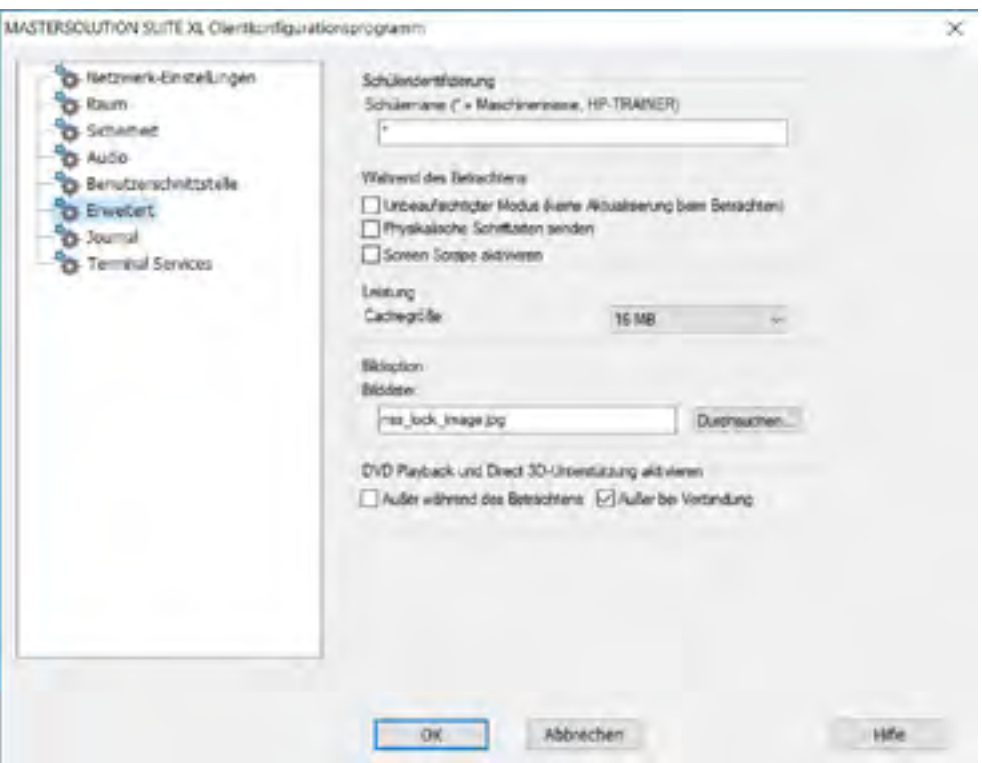 MASTERSOLUTION SUITE XL Clientkonfigurationsprogramm
Netzwerk-Einstellungen
Raum
Sicherheit
Audio
Benutzerschnittstelle
Erweitert
Journal
Terminal Services
Schüleridentifizierung
Schülername (* = Maschinenname, HP-TRAINER)
*
Während des Betrachtens
Unbeaufsichtigter Modus (keine Aktualisierung beim Betrachten)
Physikalische Schrifttasten senden
Screen Scrape aktivieren
Leistung
Cachegröße
16 MB
Bildoption
Bilddatei
nss_lock_image.jpg
Durchsuchen...
DVD Playback und Direct 3D-Unterstützung aktivieren
Außer während des Betrachtens
Außer bei Verbindung
OK
Abbrechen
Hilfe